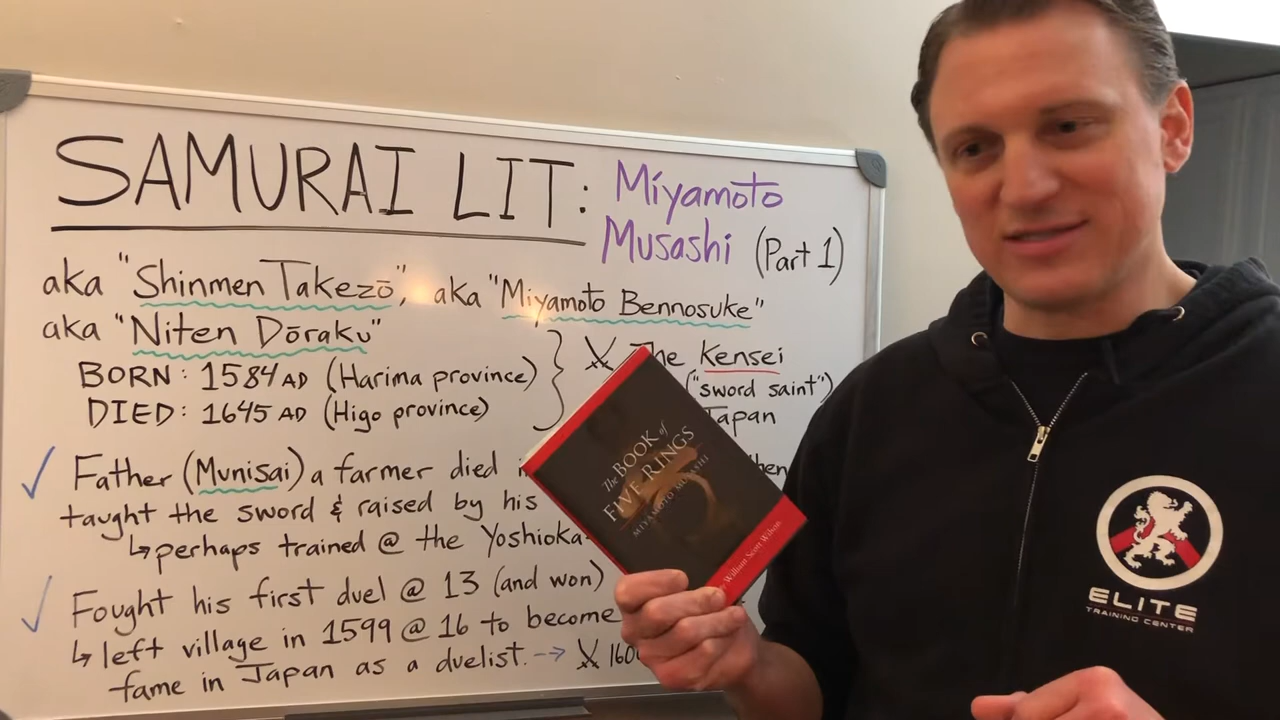 SAMURAI LIT: Miyamoto
Musashi (Part 1)
aka "Shinmen Takezō", aka "Miyamoto Bennosuke"
aka "Niten Dōraku"
BORN: 1584 AD (Harima province)
DIED: 1645 AD (Higo province)
The Kensei
("sword saint")
Japan
Father (Munisai) a farmer died
taught the sword & raised by his
↳ perhaps trained @ the Yoshioka
Fought his first duel @ 13 (and won)
↳ left village in 1599 @ 16 to become
fame in Japan as a duelist. --> 
The BOOK of
FIVE RINGS
MIYAMOTO MUSASHI
William Scott Wilson
ELITE
TRAINING CENTER